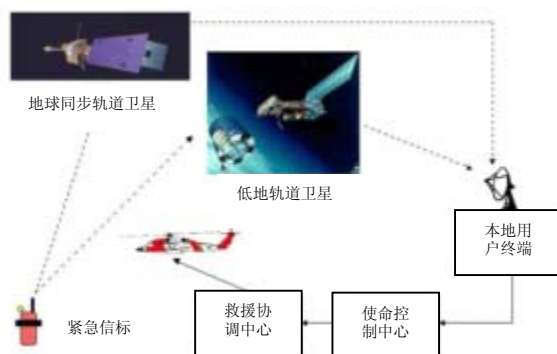 地球同步轨道卫星
低地轨道卫星
本地用
户终端
救援协
调中心
使命控
制中心
紧急信标